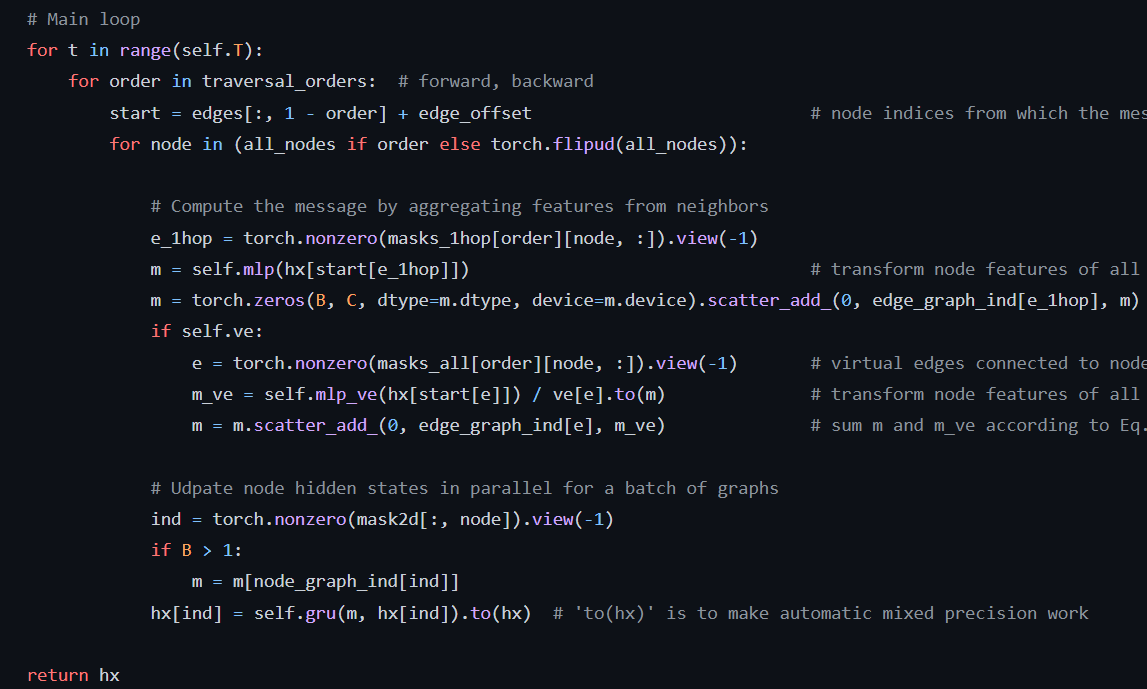 # Main loop
for t in range(self.T):
    for order in traversal_orders:  # forward, backward
        start = edges[:, 1 - order] + edge_offset                           # node indices from which the
        for node in (all_nodes if order else torch.flipud(all_nodes)):
            # Compute the message by aggregating features from neighbors
            e_1hop = torch.nonzero(masks_1hop[order][node, :]).view(-1)
            m = self.mlp(hx[start[e_1hop]])                                 # transform node features of all
            m = torch.zeros(B, C, dtype=m.dtype, device=m.device).scatter_add_(0, edge_graph_ind[e_1hop], m)
            if self.ve:
                e = torch.nonzero(masks_all[order][node, :]).view(-1)       # virtual edges connected to
                m_ve = self.mlp_ve(hx[start[e]]) / ve[e].to(m)              # transform node features of all
                m = m.scatter_add_(0, edge_graph_ind[e], m_ve)              # sum m and m_ve according to Eq.
            # Udpate node hidden states in parallel for a batch of graphs
            ind = torch.nonzero(mask2d[:, node]).view(-1)
            if B > 1:
                m = m[node_graph_ind[ind]]
            hx[ind] = self.gru(m, hx[ind]).to(hx)  # 'to(hx)' is to make automatic mixed precision work
return hx